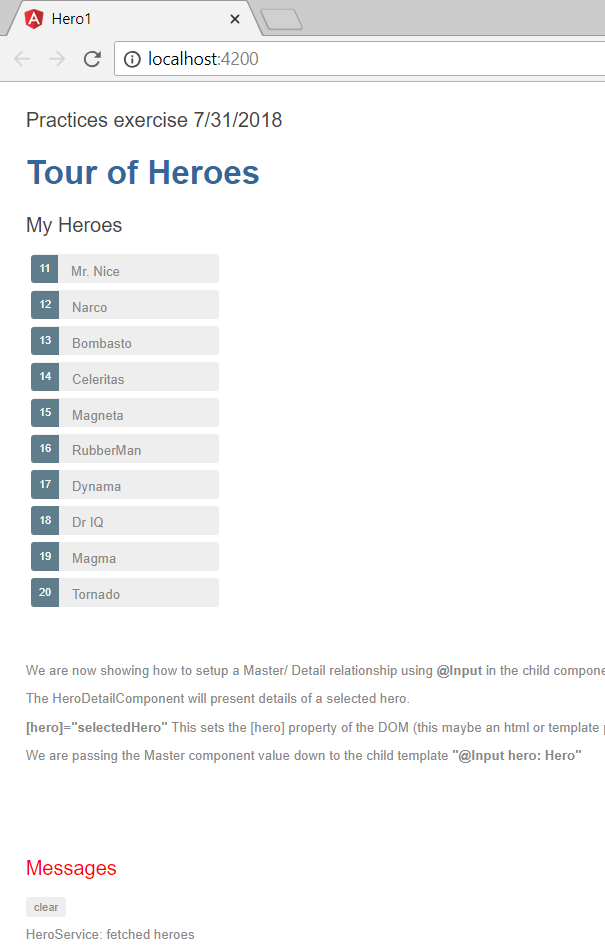 Hero1
localhost:4200
Practices exercise 7/31/2018
Tour of Heroes
My Heroes
11 Mr. Nice
12 Narco
13 Bombasto
14 Celeritas
15 Magneta
16 RubberMan
17 Dynama
18 Dr IQ
19 Magma
20 Tornado
We are now showing how to setup a Master/ Detail relationship using @Input in the child
The HeroDetailComponent will present details of a selected hero.
[hero]="selectedHero" This sets the [hero] property of the DOM (this maybe an html or template
We are passing the Master component value down to the child template "@Input hero: Hero"
Messages
clear
HeroService: fetched heroes